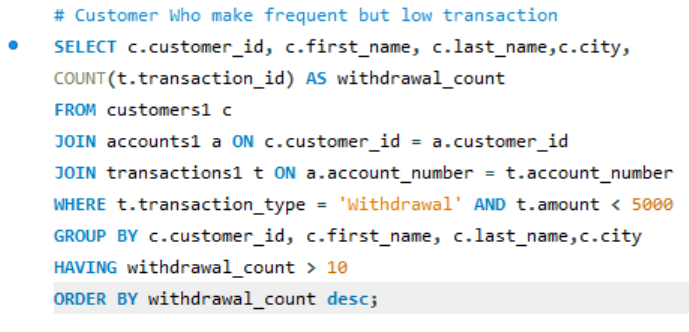 # Customer Who make frequent but low transaction
SELECT c.customer_id, c.first_name, c.last_name,c.city,
COUNT(t.transaction_id) AS withdrawal_count
FROM customers1 c
JOIN accounts1 a ON c.customer_id = a.customer_id
JOIN transactions1 t ON a.account_number = t.account_number
WHERE t.transaction_type = 'Withdrawal' AND t.amount < 5000
GROUP BY c.customer_id, c.first_name, c.last_name,c.city
HAVING withdrawal_count > 10
ORDER BY withdrawal_count desc;